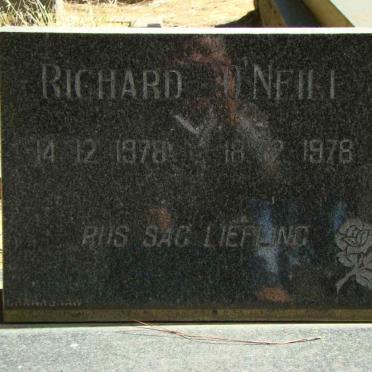 RICHARD O'NEILL
14 12 1978 18 12 1978
RUS SAG LIEFLING